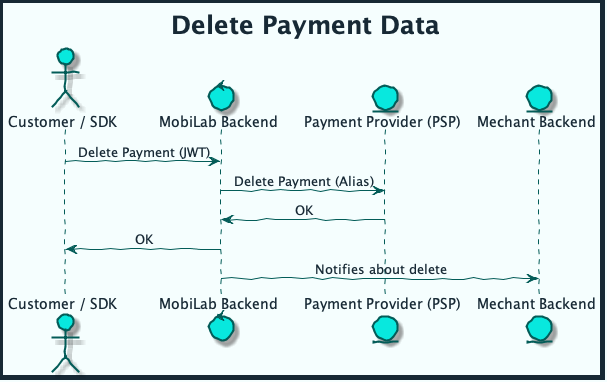 Delete Payment Data
Customer / SDK MobiLab Backend Payment Provider (PSP) Mechant Backend
Delete Payment (JWT)
Delete Payment (Alias)
OK
OK
Notifies about delete
Customer / SDK MobiLab Backend Payment Provider (PSP) Mechant Backend